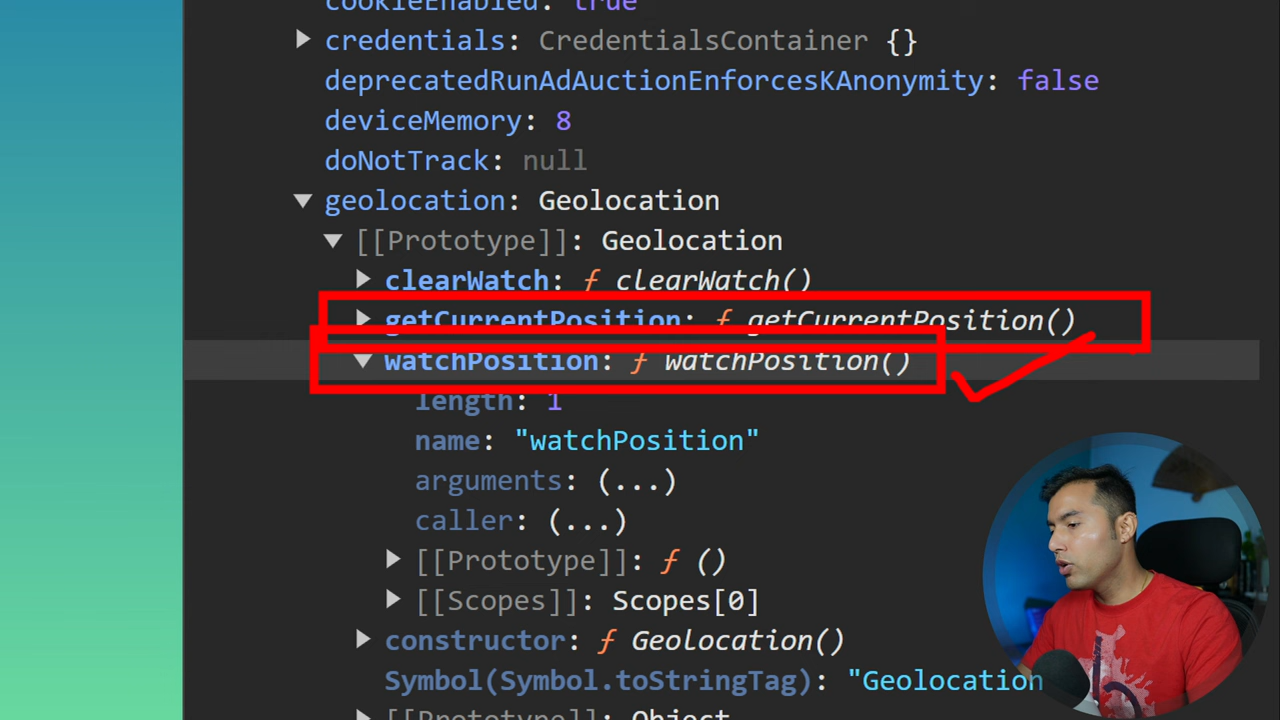 cookieEnabled: true
credentials: CredentialsContainer {}
deprecatedRunAdAuctionEnforcesKAnonymity: false
deviceMemory: 8
doNotTrack: null
geolocation: Geolocation
[[Prototype]]: Geolocation
clearWatch: ƒ clearWatch()
getCurrentPosition: ƒ getCurrentPosition()
watchPosition: ƒ watchPosition()
length: 1
name: "watchPosition"
arguments: (...)
caller: (...)
[[Prototype]]: ƒ ()
[[Scopes]]: Scopes[0]
constructor: ƒ Geolocation()
Symbol(Symbol.toStringTag): "Geolocation
[[Prototype]]: Object